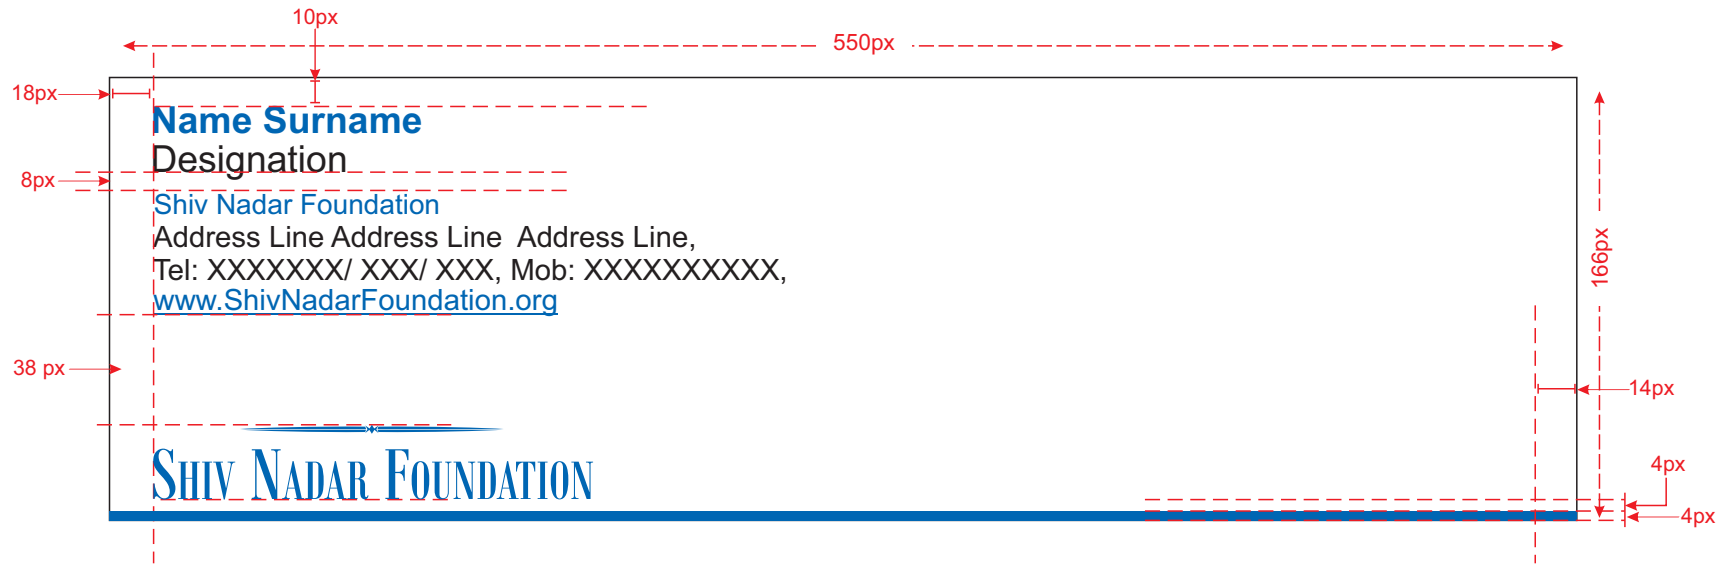 10px
550px
18px
Name Surname
Designation
8px
Shiv Nadar Foundation
Address Line Address Line  Address Line,
Tel: XXXXXXX/ XXX/ XXX, Mob: XXXXXXXXXX,
www.ShivNadarFoundation.org
166px
38 px
14px
SHIV NADAR FOUNDATION
4px
4px